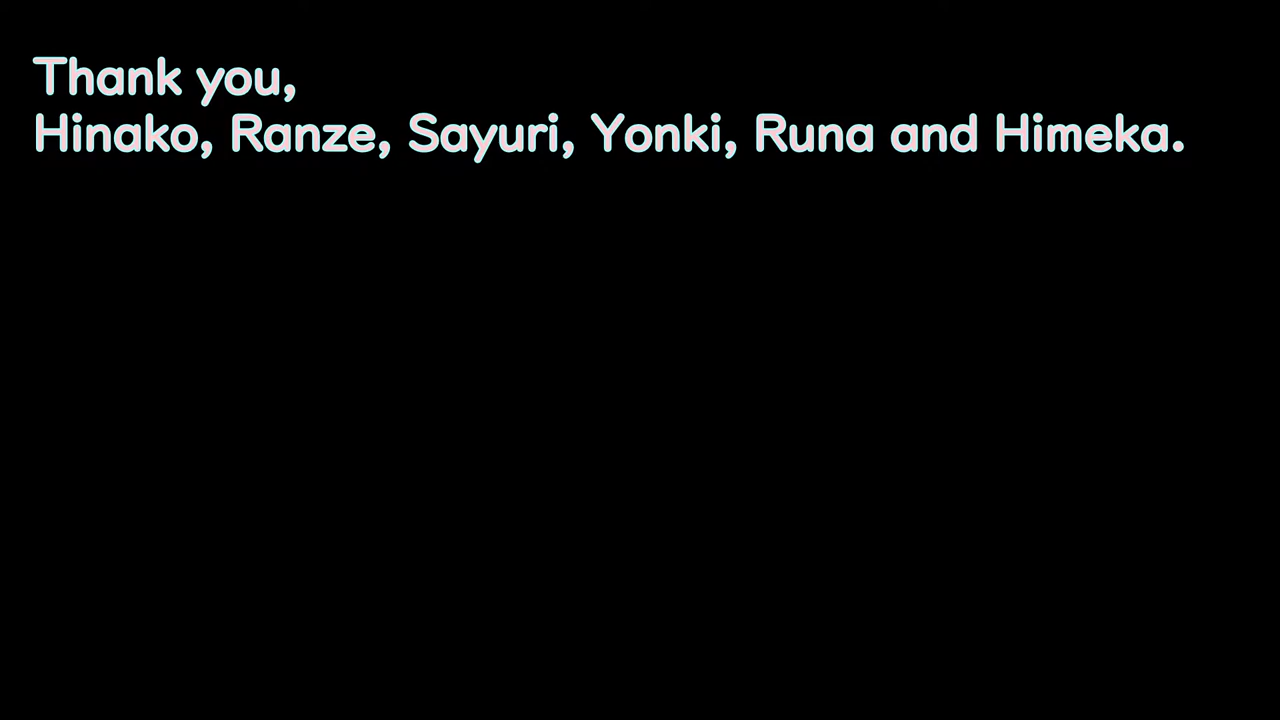 Thank you,
Hinako, Ranze, Sayuri, Yonki, Runa and Himeka.